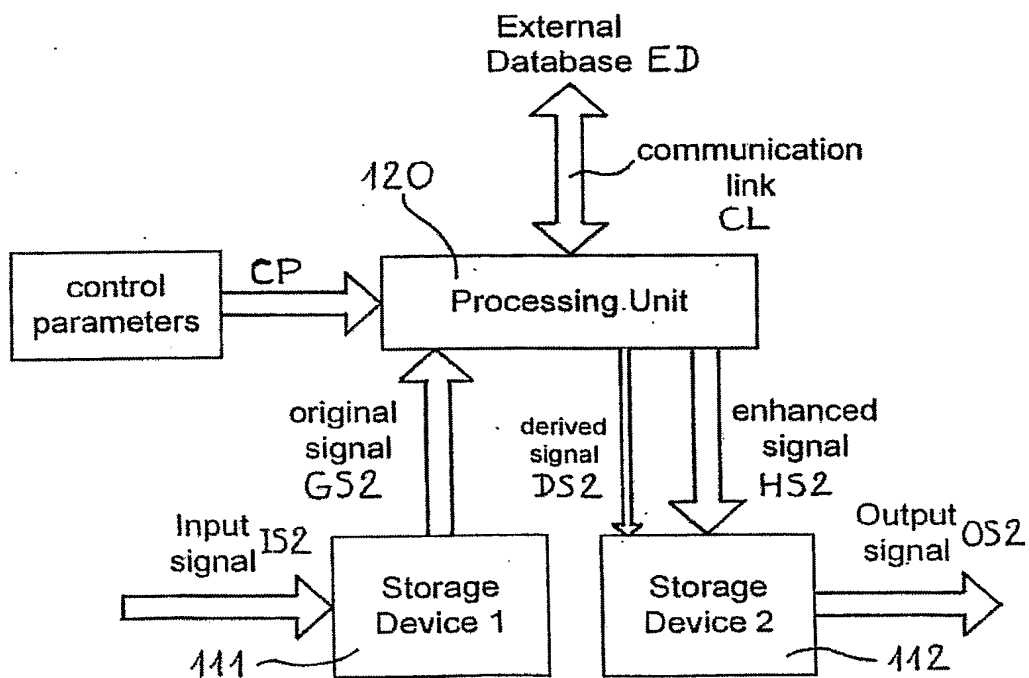 External
Database ED
communication
link
CL
120
control
parameters
CP
Processing Unit
original
signal
GS2
derived
signal
DS2
enhanced
signal
HS2
Input
signal IS2
Output
signal OS2
Storage
Device 1
Storage
Device 2
111
112